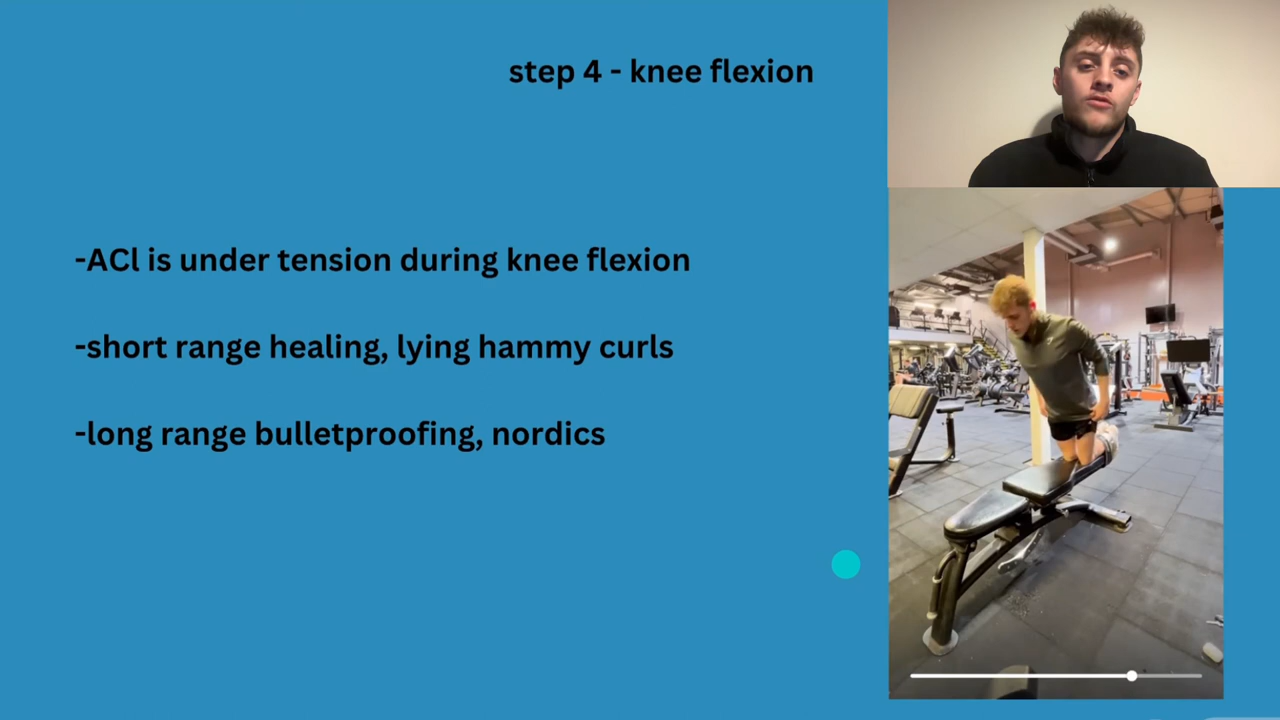 step 4 - knee flexion
-ACl is under tension during knee flexion
-short range healing, lying hammy curls
-long range bulletproofing, nordics